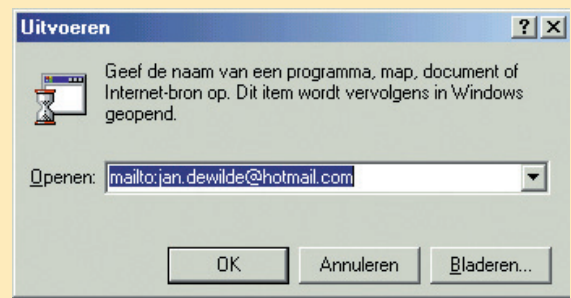 Uitvoeren
Geef de naam van een programma, map, document of
Internet-bron op. Dit item wordt vervolgens in Windows
geopend.
Openen: mailto:jan.dewilde@hotmail.com
OK Annuleren Bladeren...